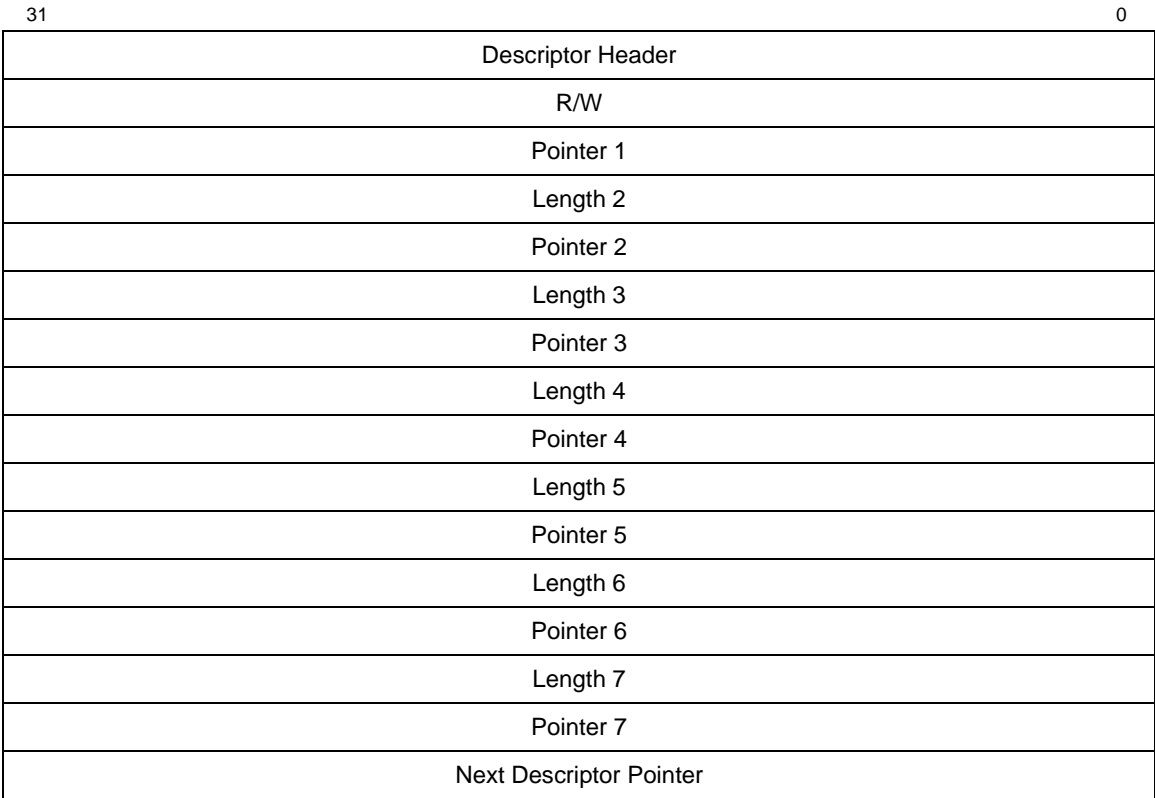 31 0
Descriptor Header
R/W
Pointer 1
Length 2
Pointer 2
Length 3
Pointer 3
Length 4
Pointer 4
Length 5
Pointer 5
Length 6
Pointer 6
Length 7
Pointer 7
Next Descriptor Pointer